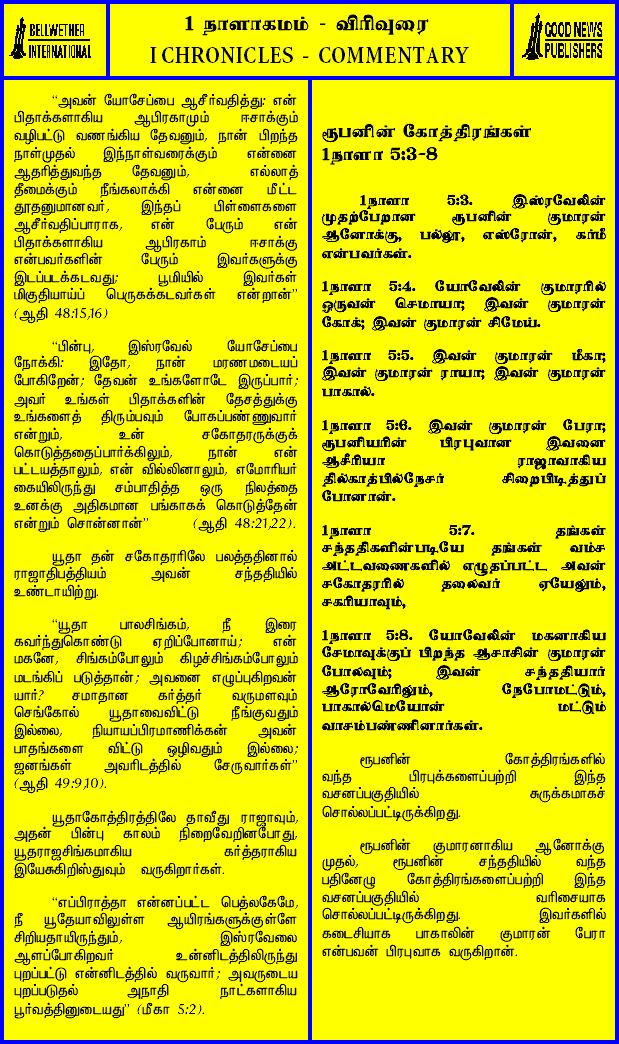 BELLWETHER
INTERNATIONAL
1 நாளாகமம் - விரிவுரை
I CHRONICLES - COMMENTARY
GOOD NEWS
PUBLISHERS
“அவன் யோசேப்பை ஆசீர்வதித்து: என்
பிதாக்களாகிய ஆபிரகாமும் ஈசாக்கும்
வழிபட்டு வணங்கிய தேவனும், நான் பிறந்த
நாள்முதல் இந்நாள்வரைக்கும் என்னை
ஆதரித்துவந்த தேவனும், எல்லாத்
தீமைக்கும் நீங்கலாக்கி என்னை மீட்ட
தூதனுமானவர், இந்தப் பிள்ளைகளை
ஆசீர்வதிப்பாராக, என் பேரும் என்
பிதாக்களாகிய ஆபிரகாம் ஈசாக்கு
என்பவர்களின் பேரும் இவர்களுக்கு
இடப்படக்கடவது; பூமியில் இவர்கள்
மிகுதியாய்ப் பெருகக்கடவர்கள் என்றான்”
(ஆதி 48:15,16)
“பின்பு, இஸ்ரவேல் யோசேப்பை
நோக்கி: இதோ, நான் மரணமடையப்
போகிறேன்; தேவன் உங்களோடே இருப்பார்;
அவர் உங்கள் பிதாக்களின் தேசத்துக்கு
உங்களைத் திரும்பவும் போகப்பண்ணுவார்
என்றும், உன் சகோதரருக்குக்
கொடுத்ததைப்பார்க்கிலும், நான் என்
பட்டயத்தாலும், என் வில்லினாலும், எமோரியர்
கையிலிருந்து சம்பாதித்த ஒரு நிலத்தை
உனக்கு அதிகமான பங்காகக் கொடுத்தேன்
என்றும் சொன்னான்” (ஆதி 48:21,22).
யூதா தன் சகோதரரிலே பலத்ததினால்
ராஜாதிபத்தியம் அவன் சந்ததியில்
உண்டாயிற்று.
“யூதா பாலசிங்கம், நீ இரை
கவர்ந்துகொண்டு ஏறிப்போனாய்; என்
மகனே, சிங்கம்போலும் கிழச்சிங்கம்போலும்
மடங்கிப் படுத்தான்; அவனை எழுப்புகிறவன்
யார்? சமாதான கர்த்தர் வருமளவும்
செங்கோல் யூதாவைவிட்டு நீங்குவதும்
இல்லை, நியாயப்பிரமாணிக்கன் அவன்
பாதங்களை விட்டு ஒழிவதும் இல்லை;
ஜனங்கள் அவரிடத்தில் சேருவார்கள்”
(ஆதி 49:9,10).
யூதாகோத்திரத்திலே தாவீது ராஜாவும்,
அதன் பின்பு காலம் நிறைவேறினபோது,
யூதராஜசிங்கமாகிய கர்த்தராகிய
இயேசுகிறிஸ்துவும் வருகிறார்கள்.
“எப்பிராத்தா என்னப்பட்ட பெத்லகேமே,
நீ யூதேயாவிலுள்ள ஆயிரங்களுக்குள்ளே
சிறியதாயிருந்தும், இஸ்ரவேலை
ஆளப்போகிறவர் உன்னிடத்திலிருந்து
புறப்பட்டு என்னிடத்தில் வருவார்; அவருடைய
புறப்படுதல் அநாதி நாட்களாகிய
பூர்வத்தினுடையது” (மீகா 5:2).
ரூபனின் கோத்திரங்கள்
1நாளா 5:3-8
1நாளா 5:3. இஸ்ரவேலின்
முதற்பேறான ரூபனின் குமாரன்
ஆனோக்கு, பல்லூ, எஸ்ரோன், கர்மீ
என்பவர்கள்.
1நாளா 5:4. யோவேலின் குமாரரில்
ஒருவன் செமாயா; இவன் குமாரன்
கோக்; இவன் குமாரன் சிமேய்.
1நாளா 5:5. இவன் குமாரன் மீகா;
இவன் குமாரன் ராயா; இவன் குமாரன்
பாகால்.
1நாளா 5:6. இவன் குமாரன் பேரா;
ரூபனியரின் பிரபுவான இவனை
ஆசீரியா ராஜாவாகிய
தில்காத்பில்நேசர் சிறைபிடித்துப்
போனான்.
1நாளா 5:7. தங்கள்
சந்ததிகளின்படியே தங்கள் வம்ச
அட்டவணைகளில் எழுதப்பட்ட அவன்
சகோதரரில் தலைவர் ஏயேலும்,
சகரியாவும்,
1நாளா 5:8. யோவேலின் மகனாகிய
சேமாவுக்குப் பிறந்த ஆசாசின் குமாரன்
போலவும்; இவன் சந்ததியார்
ஆரோவேரிலும், நேபோமட்டும்,
பாகால்மெயோன் மட்டும்
வாசம்பண்ணினார்கள்.
ரூபனின் கோத்திரங்களில்
வந்த பிரபுக்களைப்பற்றி இந்த
வசனப்பகுதியில் சுருக்கமாகச்
சொல்லப்பட்டிருக்கிறது.
ரூபனின் குமாரனாகிய ஆனோக்கு
முதல், ரூபனின் சந்ததியில் வந்த
பதினேழு கோத்திரங்களைப்பற்றி இந்த
வசனப்பகுதியில் வரிசையாக
சொல்லப்பட்டிருக்கிறது. இவர்களில்
கடைசியாக பாகாலின் குமாரன் பேரா
என்பவன் பிரபுவாக வருகிறான்.